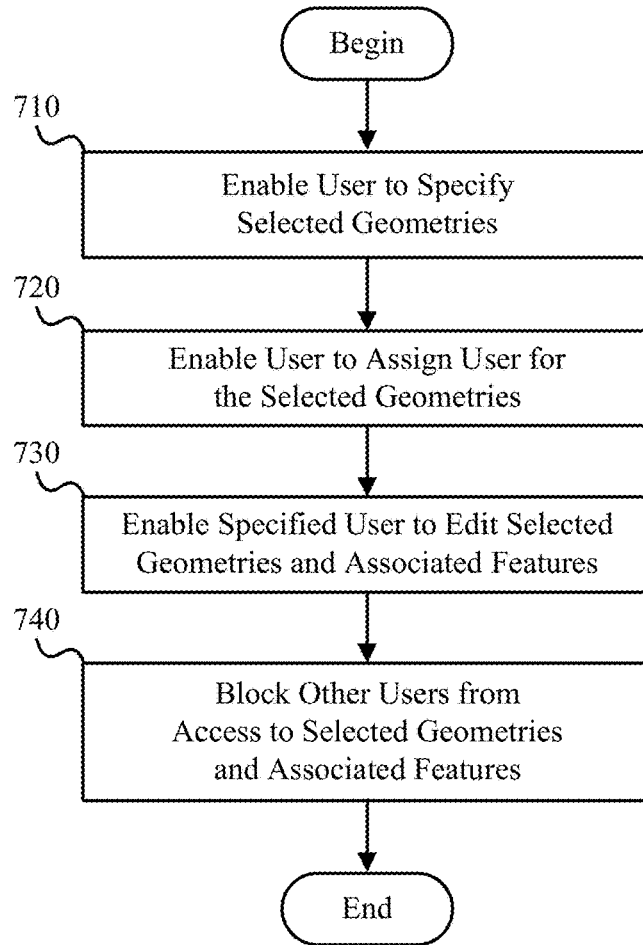 Begin
710
Enable User to Specify
Selected Geometries
720
Enable User to Assign User for
the Selected Geometries
730
Enable Specified User to Edit Selected
Geometries and Associated Features
740
Block Other Users from
Access to Selected Geometries
and Associated Features
End